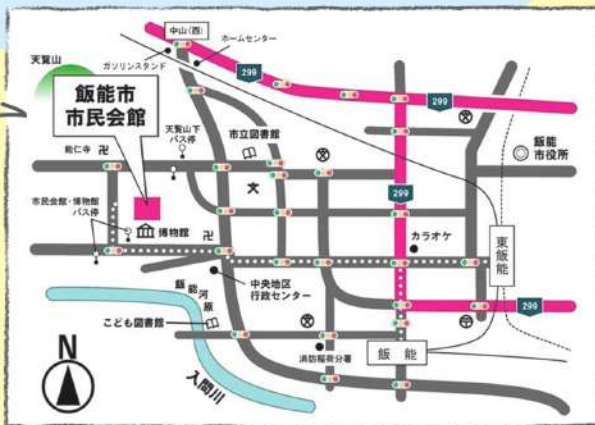 中山(西)
ホームセンター
ガソリンスタンド
天覧山
299
299
飯能市
市民会館
天覧山下
バス停
市立図書館
能仁寺
飯能
市役所
299
市民会館・博物館
バス停
博物館
カラオケ
東飯能
中央地区
行政センター
飯能河原
299
こども図書館
消防稲荷分署
飯能
入間川
N